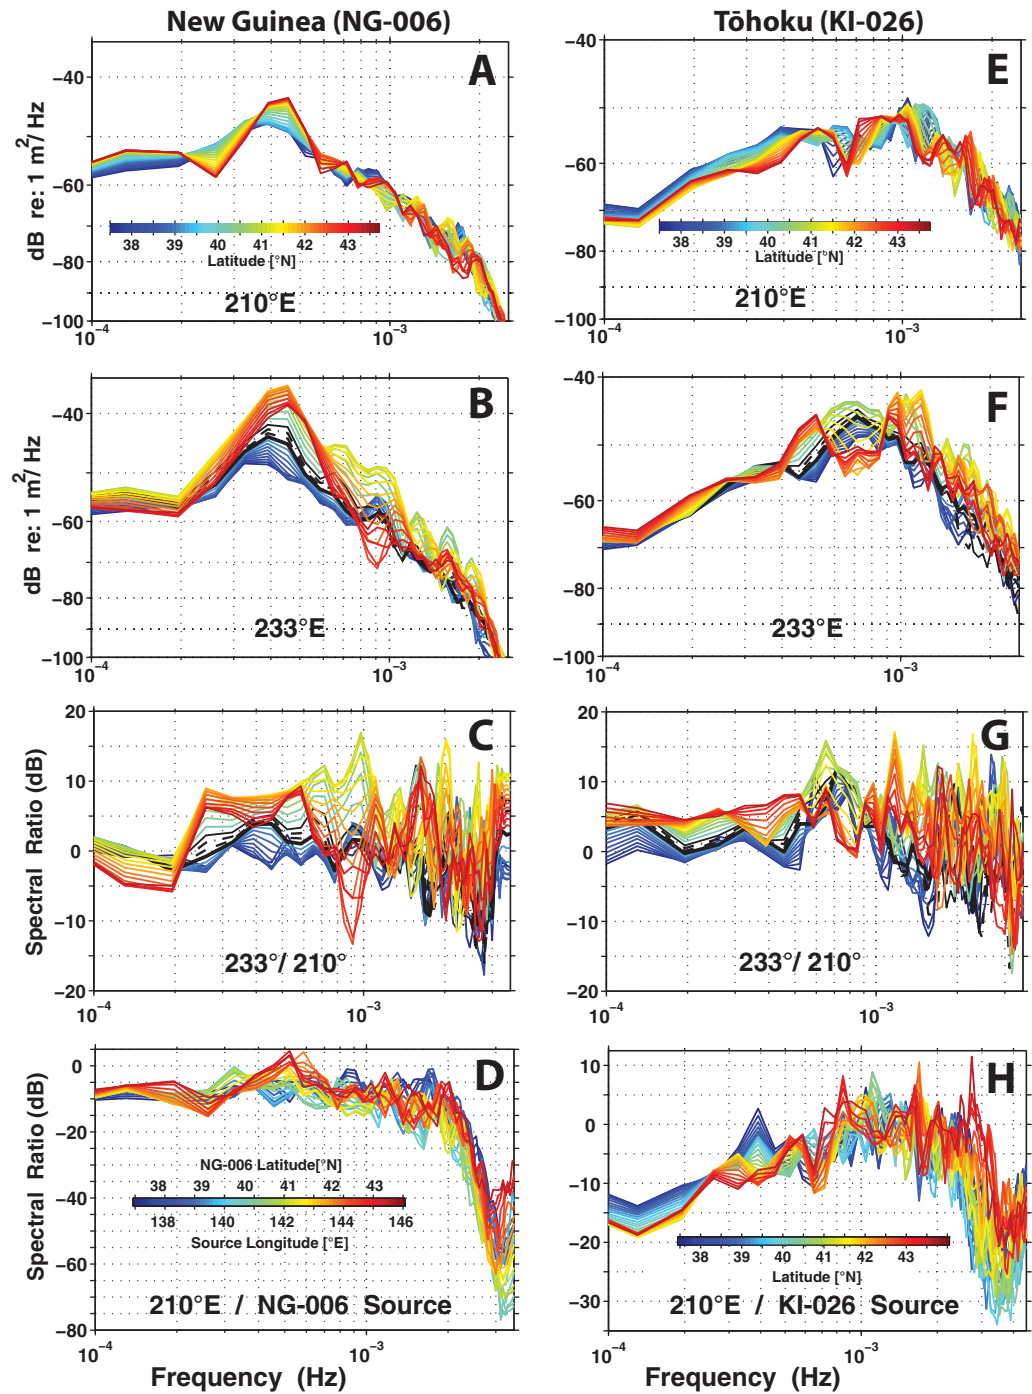 New Guinea (NG-006)
A
dB re: 1 m²/ Hz
−40
−60
−80
−100
38 39 40 41 42 43
Latitude [°N]
210°E
10⁻⁴
10⁻³
Tōhoku (KI-026)
E
−40
−60
−80
−100
38 39 40 41 42 43
Latitude [°N]
210°E
10⁻⁴
10⁻³
B
dB re: 1 m²/ Hz
−40
−60
−80
−100
233°E
10⁻⁴
10⁻³
F
−40
−60
−80
−100
233°E
10⁻⁴
10⁻³
C
Spectral Ratio (dB)
20
10
0
−10
−20
233°/ 210°
10⁻⁴
10⁻³
G
20
10
0
−10
−20
233°/ 210°
10⁻⁴
10⁻³
D
Spectral Ratio (dB)
0
−20
−40
−60
−80
NG-006 Latitude[°N]
38 39 40 41 42 43
138 140 142 144 146
Source Longitude [°E]
210°E / NG-006 Source
10⁻⁴
10⁻³
Frequency (Hz)
H
10
0
−10
−20
−30
38 39 40 41 42 43
Latitude [°N]
210°E / KI-026 Source
10⁻⁴
10⁻³
Frequency (Hz)